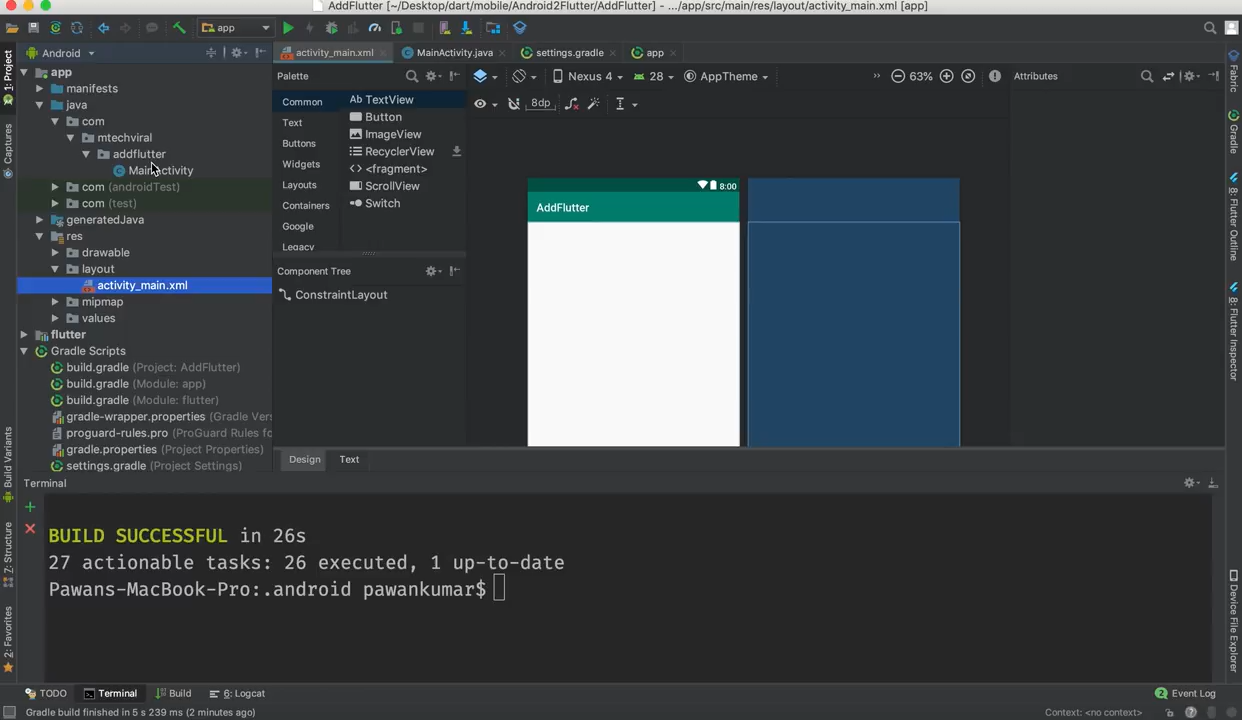 AddFlutter [~/Desktop/dart/mobile/Android2Flutter/AddFlutter] - .../app/src/main/res/layout/activity_main.xml [app]
app
Android
activity_main.xml
MainActivity.java
settings.gradle
app
1: Project
Captures
Build Variants
7: Structure
2: Favorites
app
manifests
java
com
mtechviral
addflutter
MainActivity
com (androidTest)
com (test)
generatedJava
res
drawable
layout
activity_main.xml
mipmap
values
flutter
Gradle Scripts
build.gradle (Project: AddFlutter)
build.gradle (Module: app)
build.gradle (Module: flutter)
gradle-wrapper.properties (Gradle Ver
proguard-rules.pro (ProGuard Rules fo
gradle.properties (Project Properties)
settings.gradle (Project Settings)
Palette
Common
Text
Buttons
Widgets
Layouts
Containers
Google
Legacy
Ab TextView
Button
ImageView
RecyclerView
<> <fragment>
ScrollView
Switch
Component Tree
ConstraintLayout
Nexus 4
28
AppTheme
63%
8dp
Attributes
8:00
AddFlutter
Design
Text
Fabric
Gradle
Flutter Outline
8: Flutter Inspector
Device File Explorer
Terminal
BUILD SUCCESSFUL in 26s
27 actionable tasks: 26 executed, 1 up-to-date
Pawans-MacBook-Pro:.android pawankumar$
TODO
Terminal
Build
6: Logcat
2 Event Log
Gradle build finished in 5 s 239 ms (2 minutes ago)
Context: <no context>